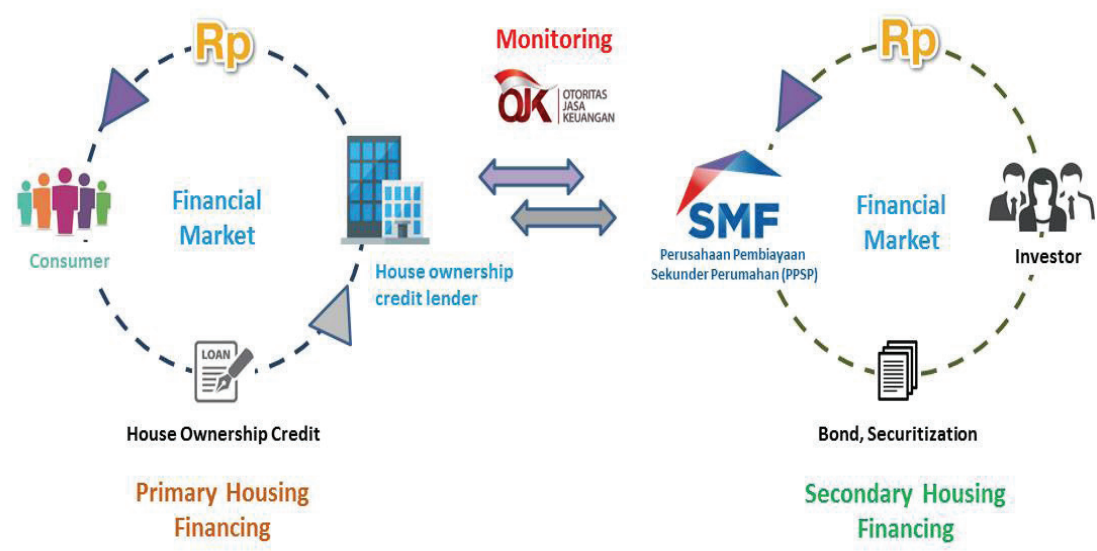 Rp
Monitoring
OJK
OTORITAS
JASA
KEUANGAN
Rp
Financial
Market
Consumer
House ownership
credit lender
LOAN
House Ownership Credit
Primary Housing
Financing
SMF
Perusahaan Pembiayaan
Sekunder Perumahan (PPSP)
Financial
Market
Investor
Bond, Securitization
Secondary Housing
Financing